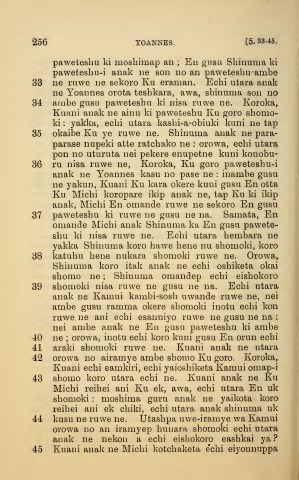 256 YOANNES. [5. 33-45.
paweteshu ki moshimap an; En gusu Shinuma ki
paweteshu-i anak ne son no an paweteshu-ambe
33 ne ruwe ne sekoro Ku eraman. Echi utara anak
ne Yoannes orota teshkara, awa, shinuma son no
34 ambe gusu paweteshu ki nisa ruwe ne. Koroka,
Kuani anak ne ainu ki paweteshu Ku goro shomo-
ki: yakka, echi utara kashi-a-obiuki kuni ne tap
35 okaibe Ku ye ruwe ne. Shinuma anak ne para-
parase nupeki atte ratchako ne: orowa, echi utara
pon no uturuta nei pekere enupetne kuni konobu-
36 ru nisa ruwe ne, Koroka, Ku goro paweteshu-i
anak ne Yoannes kasu no pase ne: inambe gusu
ne yakun, Kuani Ku kara okere kuni gusu En otta
Ku Michi koropare ikip anak ne, tap Ku ki ikip
anak, Michi En omande ruwe ne sekoro En gusu
37 paweteshu ki ruwe ne gusu ne na. Samata, En
omande Michi anak Shinuma ka En gusu pawete-
shu ki nisa ruwe ne. Echi utara hembara ne
yakka Shinuma koro hawe hene nu shomoki, koro
38 katuhu hene nukara shomoki ruwe ne. Orowa,
Shinuma koro itak anak ne echi oshiketa okai
shomo ne; Shinuma omandep anak echi eishokoro
39 shomoki nisa ruwe ne gusu ne na. Echi utara
anak ne Kamui kambi-sosh uwande ruwe ne, nei
ambe gusu ramma okere shomoki inotu echi kon
ruwe ne ani echi esanniyo ruwe ne gusu ne na:
nei ambe anak ne En gusu paweteshu ki ambe
40 ne; orowa, inotu echi koro kuni gusu En orun echi
41 araki shomoki ruwe ne. Kuani anak ne utara
42 orowa no airamye ambe shomo Ku goro. Koroka,
Kuani echi eamkiri, echi yaioshiketa Kamui omap-i
43 shomo koro utara echi ne. Kuani anak ne Ku
Michi reihei ani Ku ek, awa, echi utara En uk
shomoki: moshima guru anak ne yaikota koro
reihei ani ek chiki, echi utara anak shinuma uk
44 kusu ne ruwe ne. Utashpa uwe-iramye wa Kamui
orowa no an iramyep hunara shomoki echi utara
anak ne nekon a echi eishokoro eashkai ya?
45 Kuani anak ne Michi kotchaketa echi eiyonnuppa